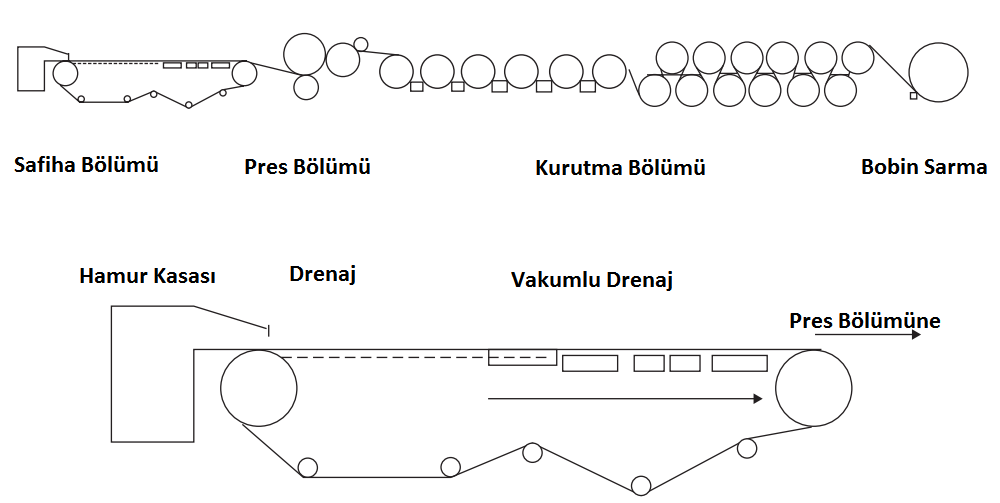 Safiha Bölümü
Pres Bölümü
Kurutma Bölümü
Bobin Sarma
Hamur Kasası
Drenaj
Vakumlu Drenaj
Pres Bölümüne